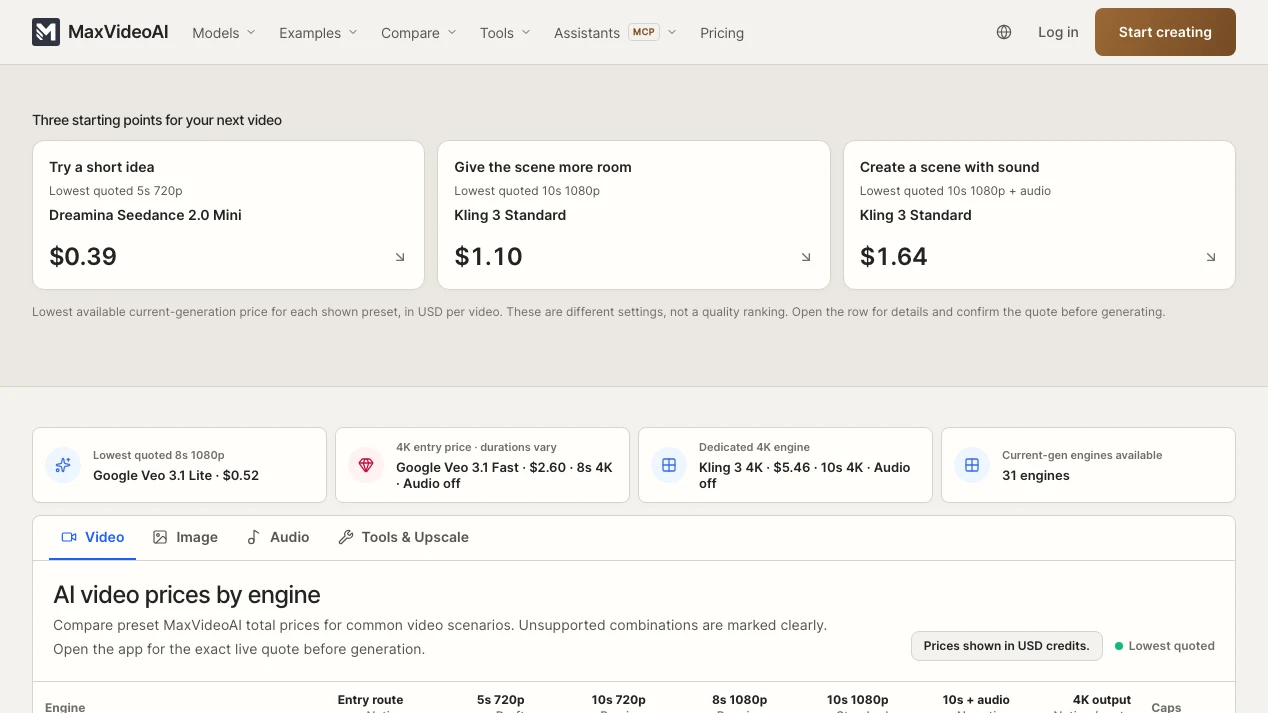 MaxVideoAI
Models
Examples
Compare
Tools
Assistants MCP
Pricing
Log in
Start creating
Three starting points for your next video
Try a short idea
Lowest quoted 5s 720p
Dreamina Seedance 2.0 Mini
$0.39
Give the scene more room
Lowest quoted 10s 1080p
Kling 3 Standard
$1.10
Create a scene with sound
Lowest quoted 10s 1080p + audio
Kling 3 Standard
$1.64
Lowest available current-generation price for each shown preset, in USD per video. These are different settings, not a quality ranking. Open the row for details and confirm the quote before generating.
Lowest quoted 8s 1080p
Google Veo 3.1 Lite · $0.52
4K entry price · durations vary
Google Veo 3.1 Fast · $2.60 · 8s 4K
· Audio off
Dedicated 4K engine
Kling 3 4K · $5.46 · 10s 4K · Audio
off
Current-gen engines available
31 engines
Video
Image
Audio
Tools & Upscale
AI video prices by engine
Compare preset MaxVideoAI total prices for common video scenarios. Unsupported combinations are marked clearly.
Open the app for the exact live quote before generation.
Prices shown in USD credits.
Lowest quoted
Engine
Entry route
5s 720p
10s 720p
8s 1080p
10s 1080p
10s + audio
4K output
Caps